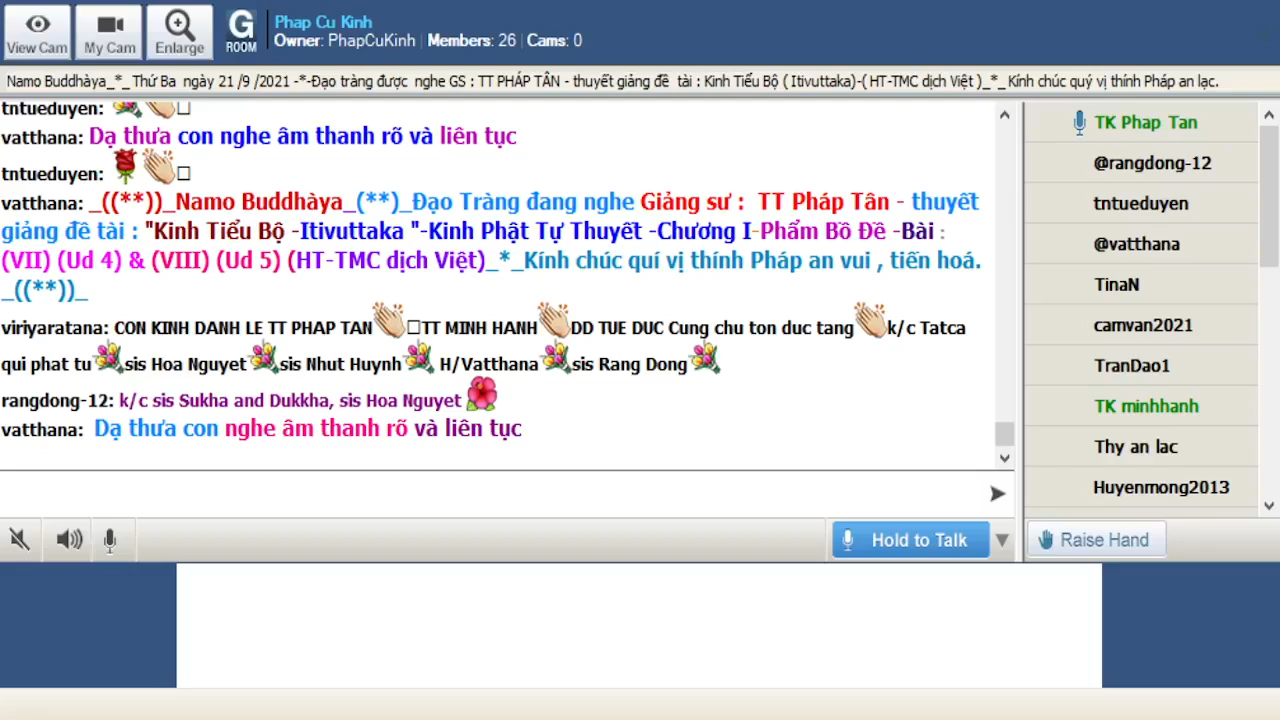 View Cam
My Cam
Enlarge
G
ROOM
Phap Cu Kinh
Owner: PhapCuKinh | Members: 26 | Cams: 0
Namo Buddhàya_*_Thứ Ba ngày 21 /9 /2021 -*-Đạo tràng được nghe GS : TT PHÁP TÂN - thuyết giảng đề tài : Kinh Tiểu Bộ ( Itivuttaka)-( HT-TMC dịch Việt )_*_Kính chúc quý vị thính Pháp an lạc.
tntueduyen:
vatthana: Dạ thưa con nghe âm thanh rõ và liên tục
tntueduyen:
vatthana: _((**))_Namo Buddhàya_(**)_Đạo Tràng đang nghe Giảng sư : TT Pháp Tân - thuyết
giảng đề tài : "Kinh Tiểu Bộ -Itivuttaka "-Kinh Phật Tự Thuyết -Chương I-Phẩm Bồ Đề -Bài :
(VII) (Ud 4) & (VIII) (Ud 5) (HT-TMC dịch Việt)_*_Kính chúc quí vị thính Pháp an vui , tiến hoá.
_((**))_
viriyaratana: CON KINH DANH LE TT PHAP TAN TT MINH HANH DD TUE DUC Cung chu ton duc tang k/c Tatca
qui phat tu sis Hoa Nguyet sis Nhut Huynh H/Vatthana sis Rang Dong
rangdong-12: k/c sis Sukha and Dukkha, sis Hoa Nguyet
vatthana: Dạ thưa con nghe âm thanh rõ và liên tục
Hold to Talk
TK Phap Tan
@rangdong-12
tntueduyen
@vatthana
TinaN
camvan2021
TranDao1
TK minhhanh
Thy an lac
Huyenmong2013
Raise Hand